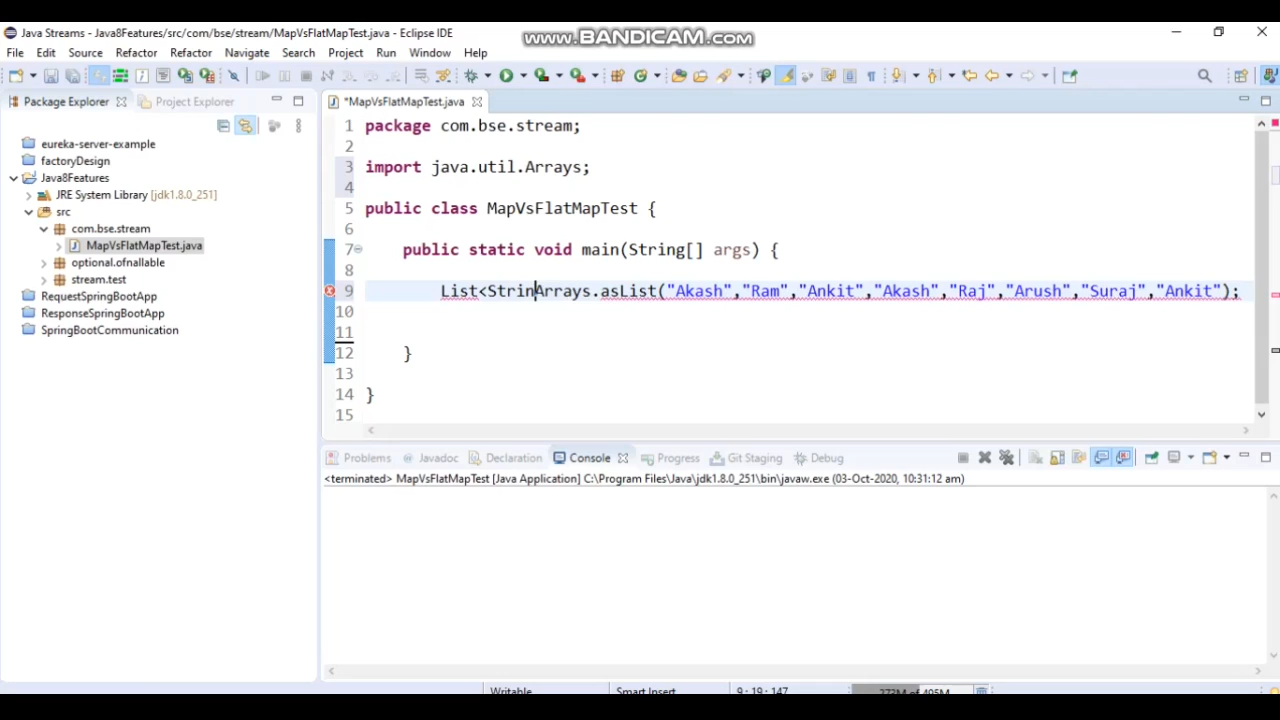 Java Streams - Java8Features/src/com/bse/stream/MapVsFlatMapTest.java - Eclipse IDE
www.BANDICAM.com
File Edit Source Refactor Refactor Navigate Search Project Run Window Help
Package Explorer Project Explorer
*MapVsFlatMapTest.java
eureka-server-example
factoryDesign
Java8Features
JRE System Library [jdk1.8.0_251]
src
com.bse.stream
MapVsFlatMapTest.java
optional.ofnallable
stream.test
RequestSpringBootApp
ResponseSpringBootApp
SpringBootCommunication
1 package com.bse.stream;
2
3 import java.util.Arrays;
4
5 public class MapVsFlatMapTest {
6
7 public static void main(String[] args) {
8
9 List<StrinArrays.asList("Akash","Ram","Ankit","Akash","Raj","Arush","Suraj","Ankit");
10
11
12 }
13
14 }
15
Problems Javadoc Declaration Console Progress Git Staging Debug
<terminated> MapVsFlatMapTest [Java Application] C:\Program Files\Java\jdk1.8.0_251\bin\javaw.exe (03-Oct-2020, 10:31:12 am)
Writable Smart Insert 9 : 19 : 147 273M of 495M